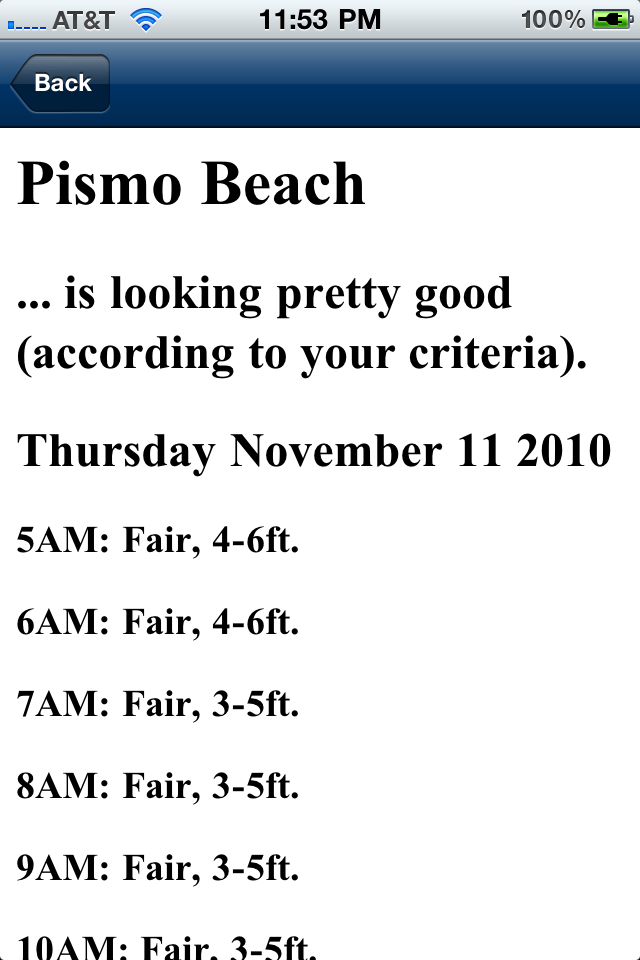 AT&T 11:53 PM 100%
Back
Pismo Beach
... is looking pretty good
(according to your criteria).
Thursday November 11 2010
5AM: Fair, 4-6ft.
6AM: Fair, 4-6ft.
7AM: Fair, 3-5ft.
8AM: Fair, 3-5ft.
9AM: Fair, 3-5ft.
10AM: Fair, 3-5ft.